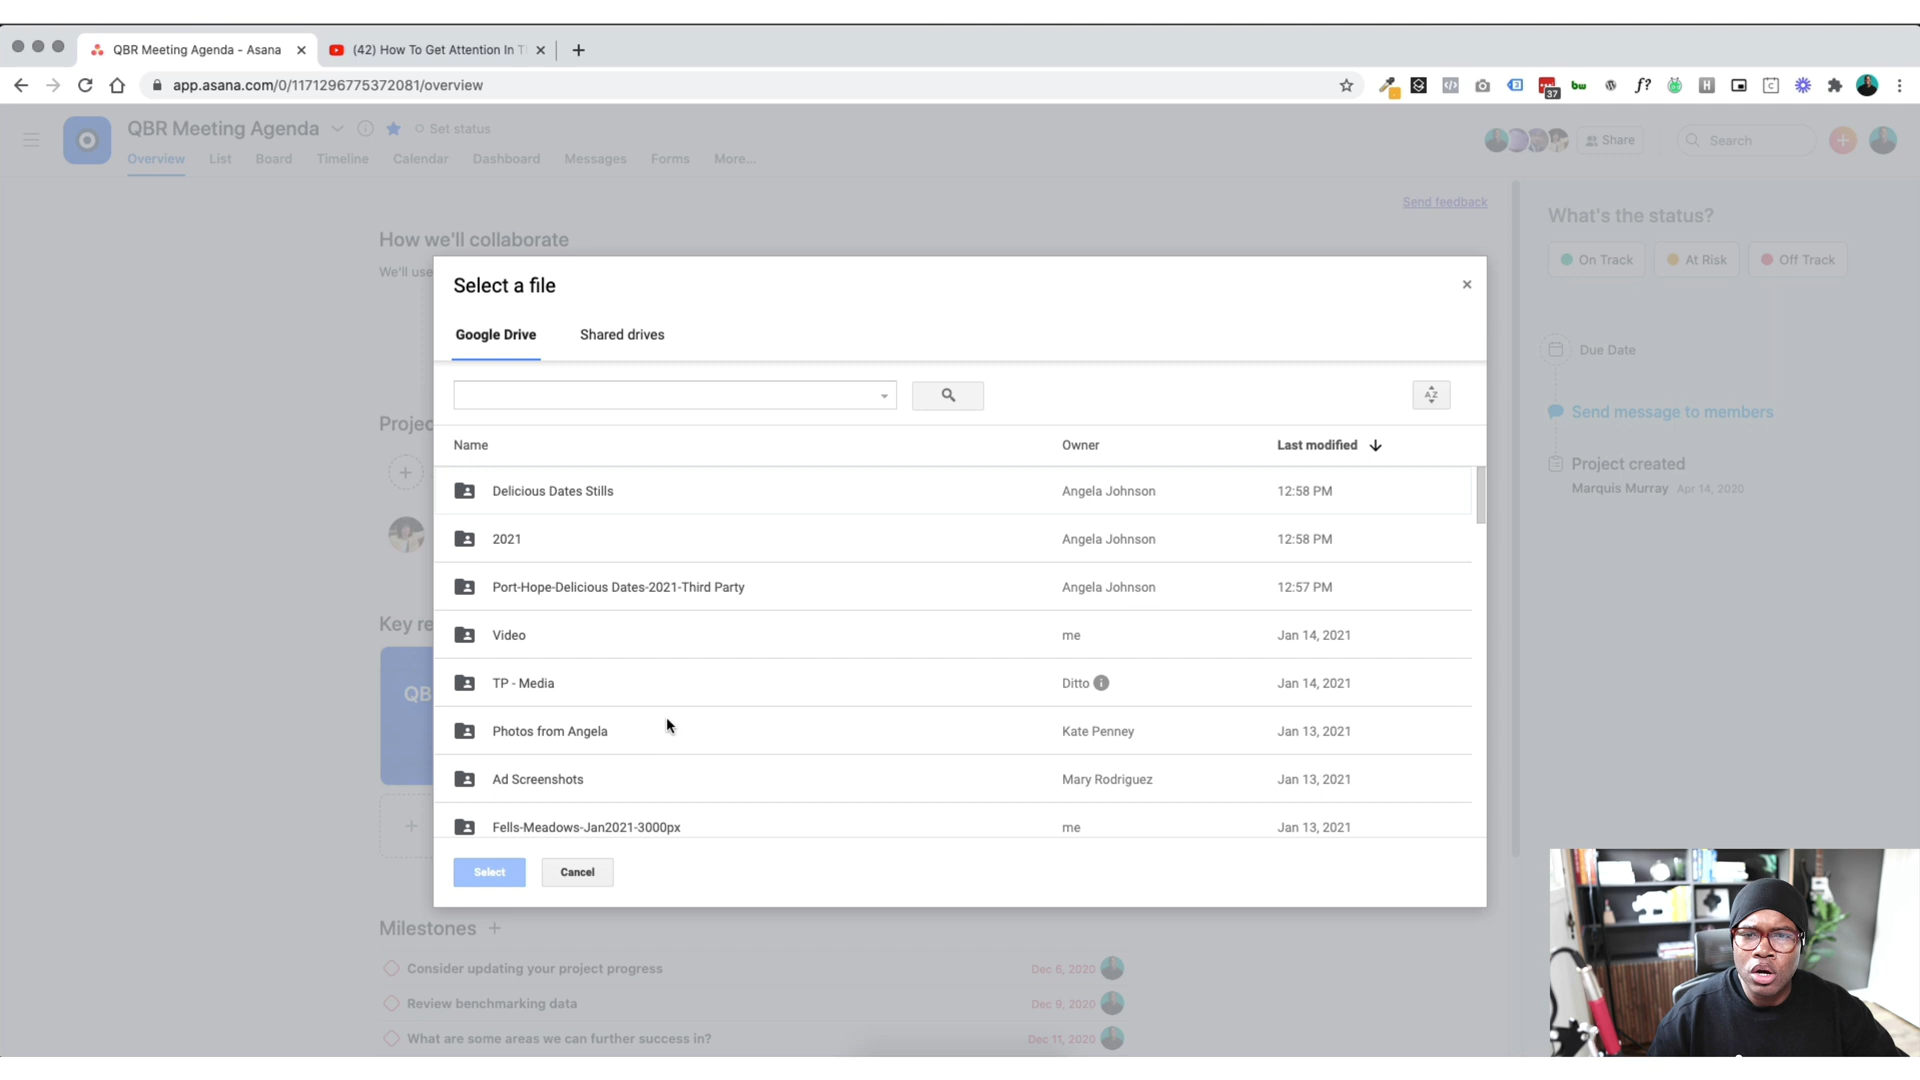 QBR Meeting Agenda - Asana
(42) How To Get Attention In T
app.asana.com/0/1171296775372081/overview
37
bw
f?
H
C
QBR Meeting Agenda
Set status
Share
Search
Overview List Board Timeline Calendar Dashboard Messages Forms More...
Send feedback
What's the status?
On Track At Risk Off Track
How we'll collaborate
We'll use
Due Date
Send message to members
Project created
Marquis Murray Apr 14, 2020
Projec
Key re
QB
Select a file
Google Drive Shared drives
AZ
Name Owner Last modified
Delicious Dates Stills Angela Johnson 12:58 PM
2021 Angela Johnson 12:58 PM
Port-Hope-Delicious Dates-2021-Third Party Angela Johnson 12:57 PM
Video me Jan 14, 2021
TP - Media Ditto Jan 14, 2021
Photos from Angela Kate Penney Jan 13, 2021
Ad Screenshots Mary Rodriguez Jan 13, 2021
Fells-Meadows-Jan2021-3000px me Jan 13, 2021
Select Cancel
Milestones +
Consider updating your project progress Dec 6, 2020
Review benchmarking data Dec 9, 2020
What are some areas we can further success in? Dec 11, 2020